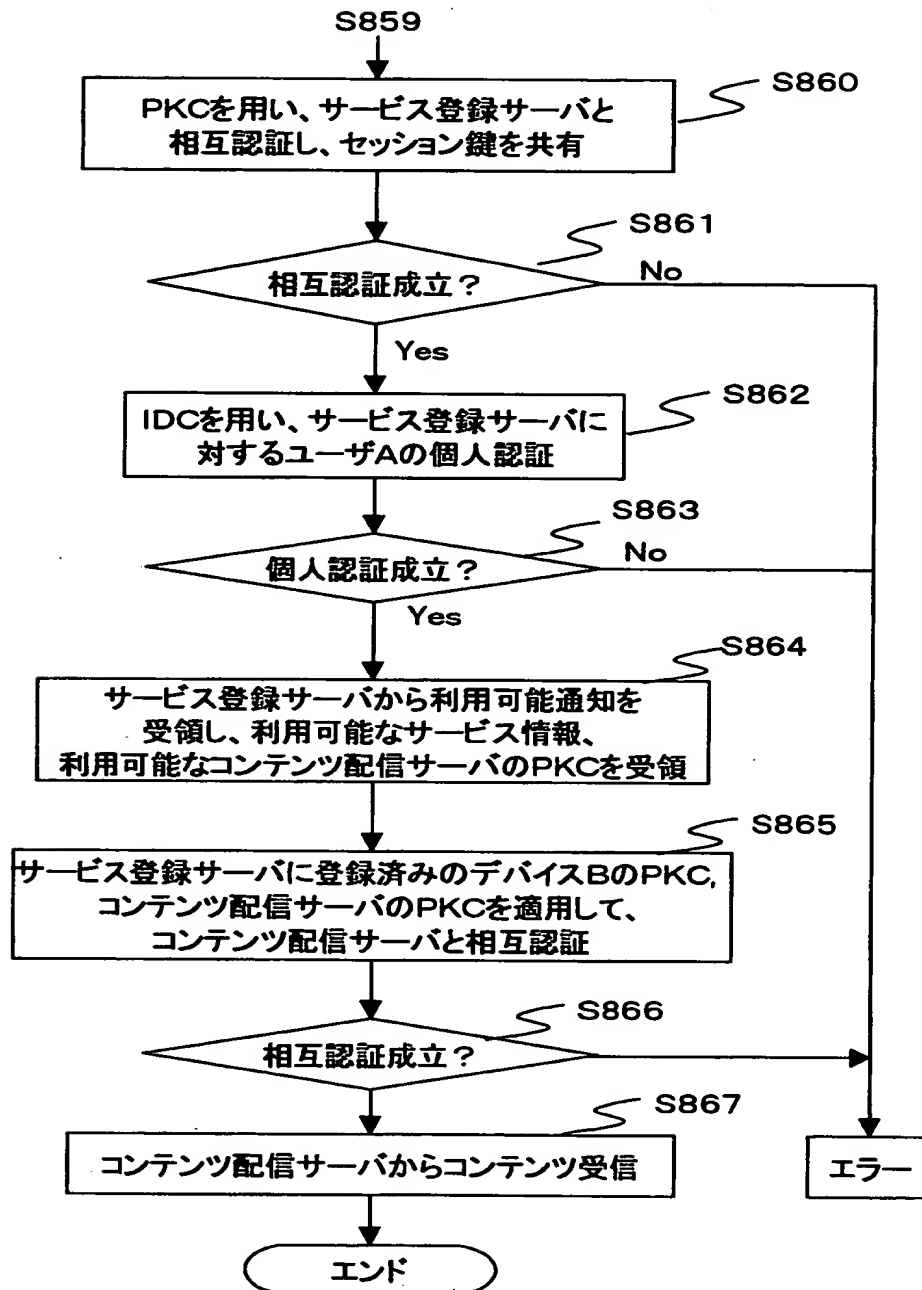 S859
S860
PKCを用い、サービス登録サーバと
相互認証し、セッション鍵を共有
S861
相互認証成立？
No
Yes
S862
IDCを用い、サービス登録サーバに
対するユーザAの個人認証
S863
個人認証成立？
No
Yes
S864
サービス登録サーバから利用可能通知を
受領し、利用可能なサービス情報、
利用可能なコンテンツ配信サーバのPKCを受領
S865
サービス登録サーバに登録済みのデバイスBのPKC,
コンテンツ配信サーバのPKCを適用して、
コンテンツ配信サーバと相互認証
S866
相互認証成立？
S867
コンテンツ配信サーバからコンテンツ受信
エラー
エンド